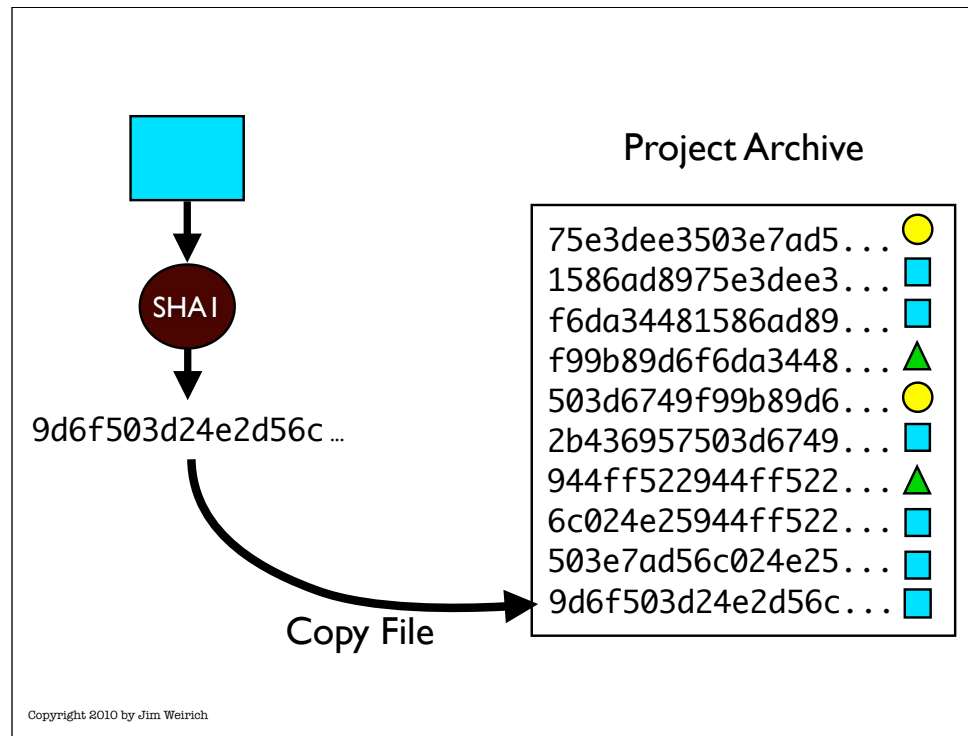 Project Archive
SHA1
9d6f503d24e2d56c...
75e3dee3503e7ad5...
1586ad8975e3dee3...
f6da34481586ad89...
f99b89d6f6da3448...
503d6749f99b89d6...
2b436957503d6749...
944ff522944ff522...
6c024e25944ff522...
503e7ad56c024e25...
9d6f503d24e2d56c...
Copy File
Copyright 2010 by Jim Weirich